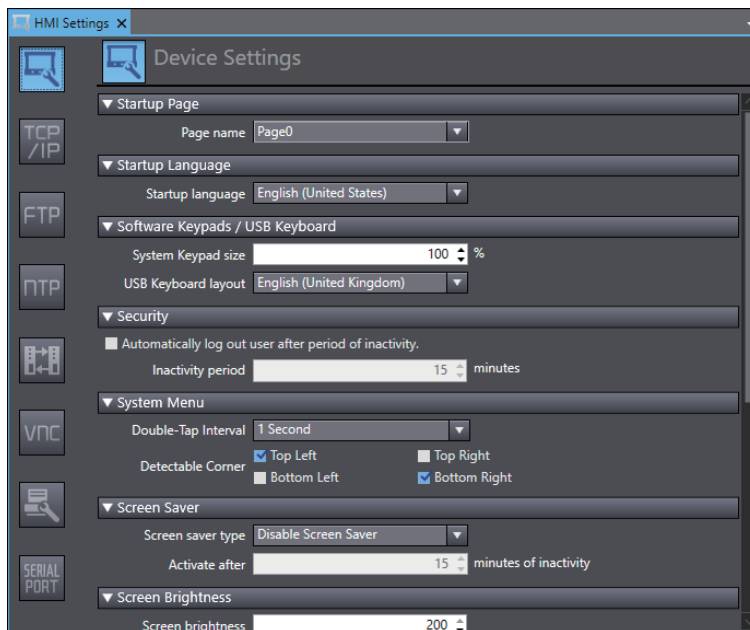 HMI Settings
Device Settings
TCP
/IP
FTP
NTP
VNC
SERIAL
PORT
Startup Page
Page name Page0
Startup Language
Startup language English (United States)
Software Keypads / USB Keyboard
System Keypad size 100 %
USB Keyboard layout English (United Kingdom)
Security
Automatically log out user after period of inactivity.
Inactivity period 15 minutes
System Menu
Double-Tap Interval 1 Second
Detectable Corner
Top Left Top Right
Bottom Left Bottom Right
Screen Saver
Screen saver type Disable Screen Saver
Activate after 15 minutes of inactivity
Screen Brightness
Screen brightness 200